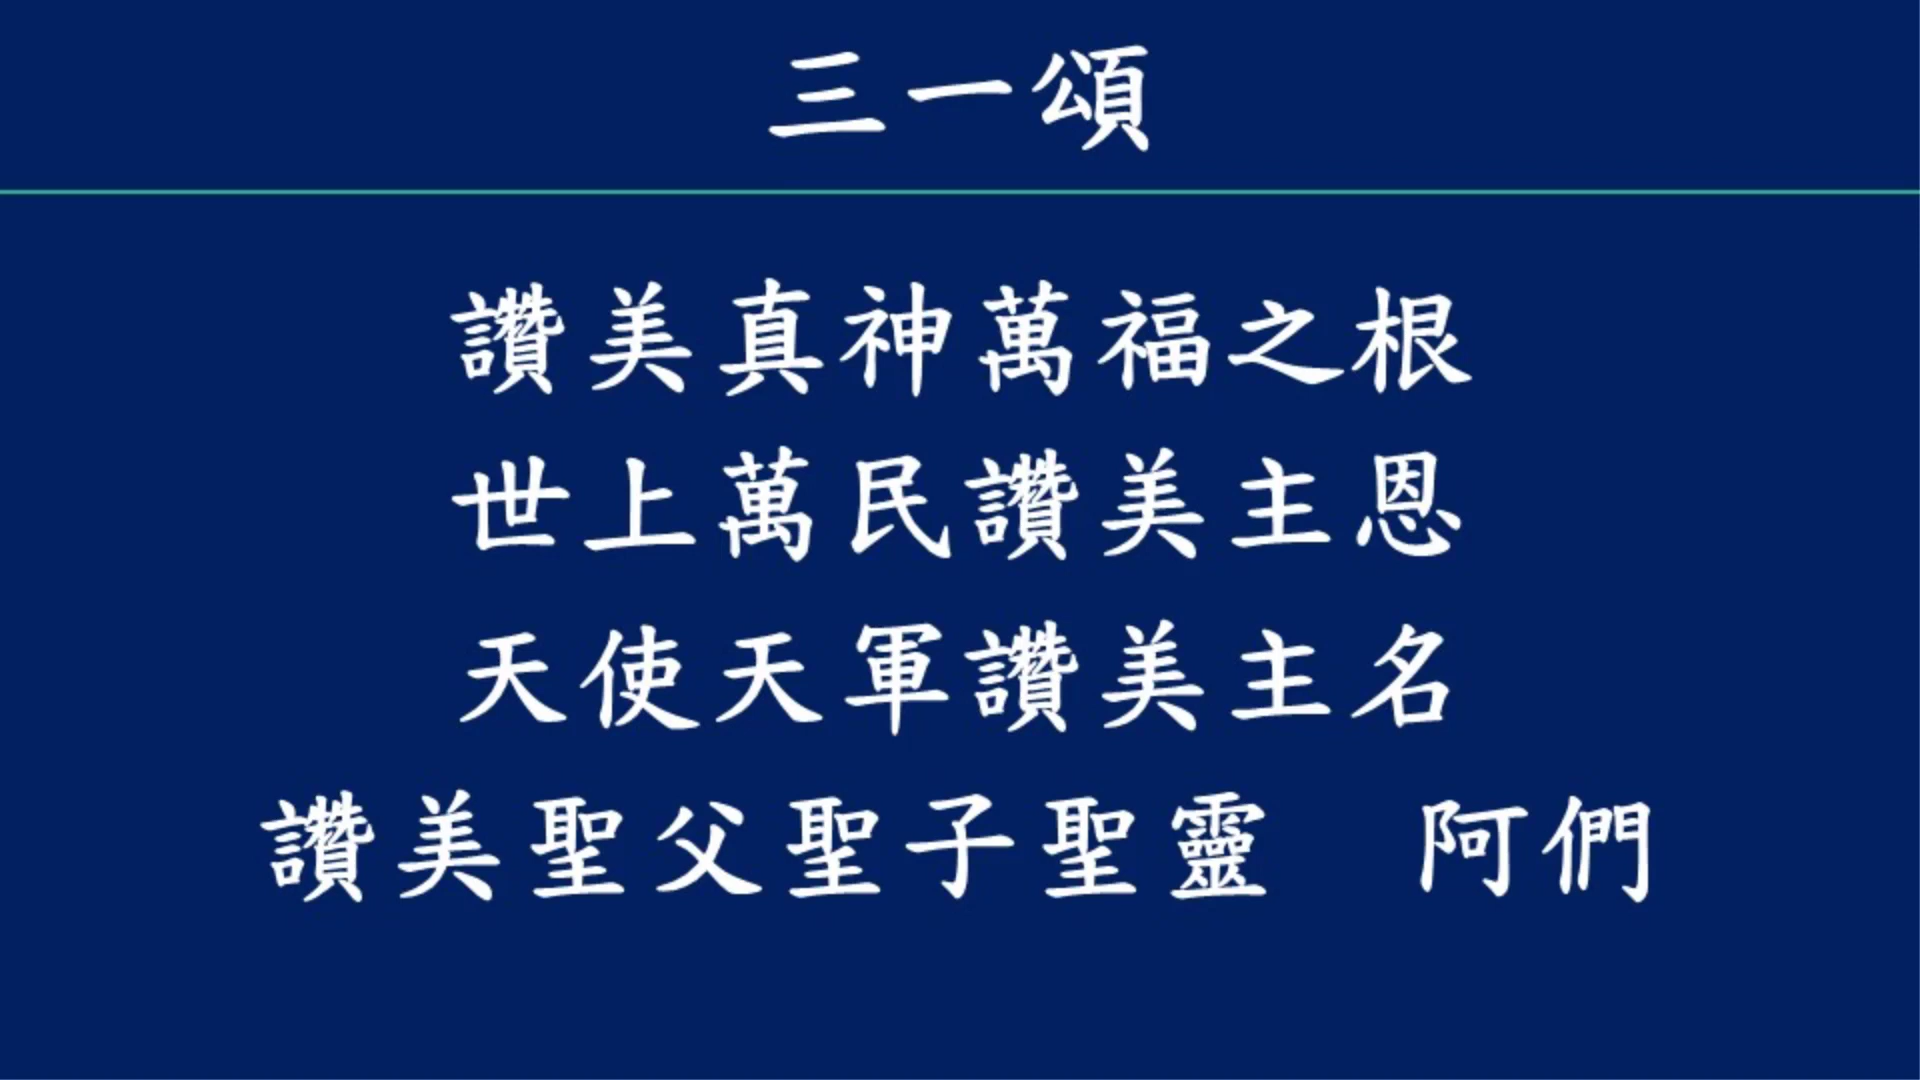 三一頌
讚美真神萬福之根
世上萬民讚美主恩
天使天軍讚美主名
讚美聖父聖子聖靈　阿們